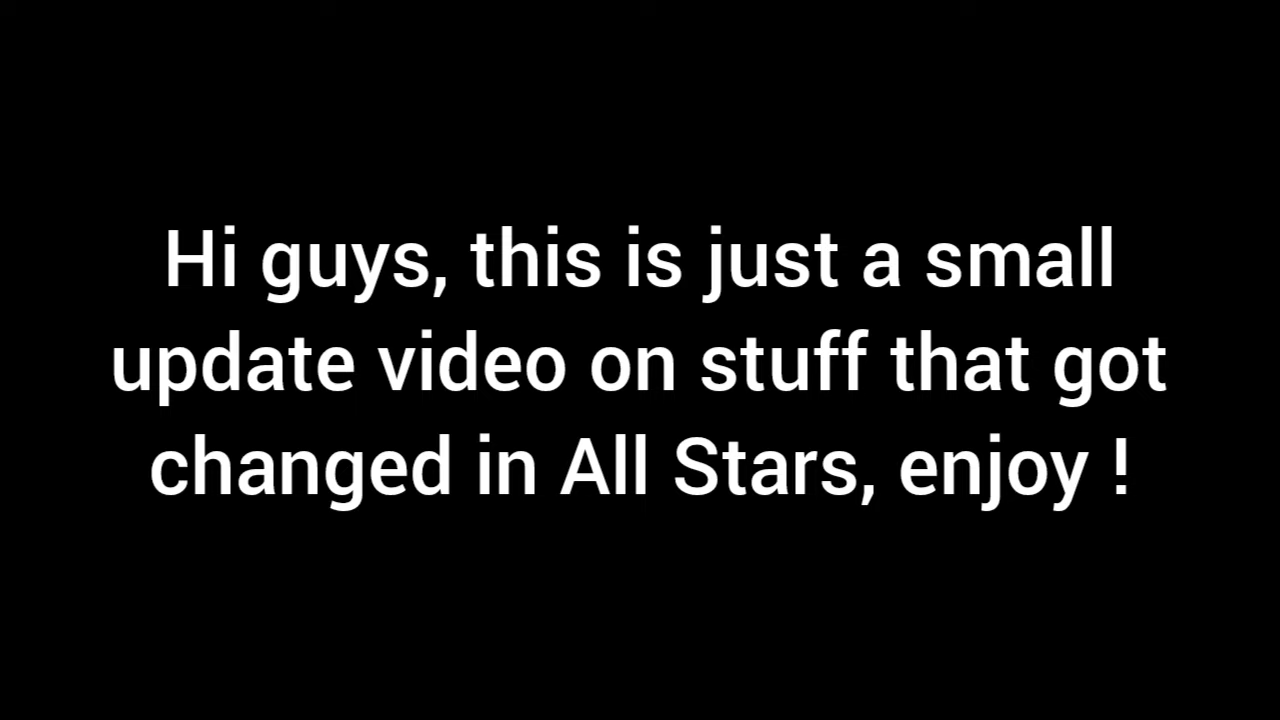 Hi guys, this is just a small
update video on stuff that got
changed in All Stars, enjoy !